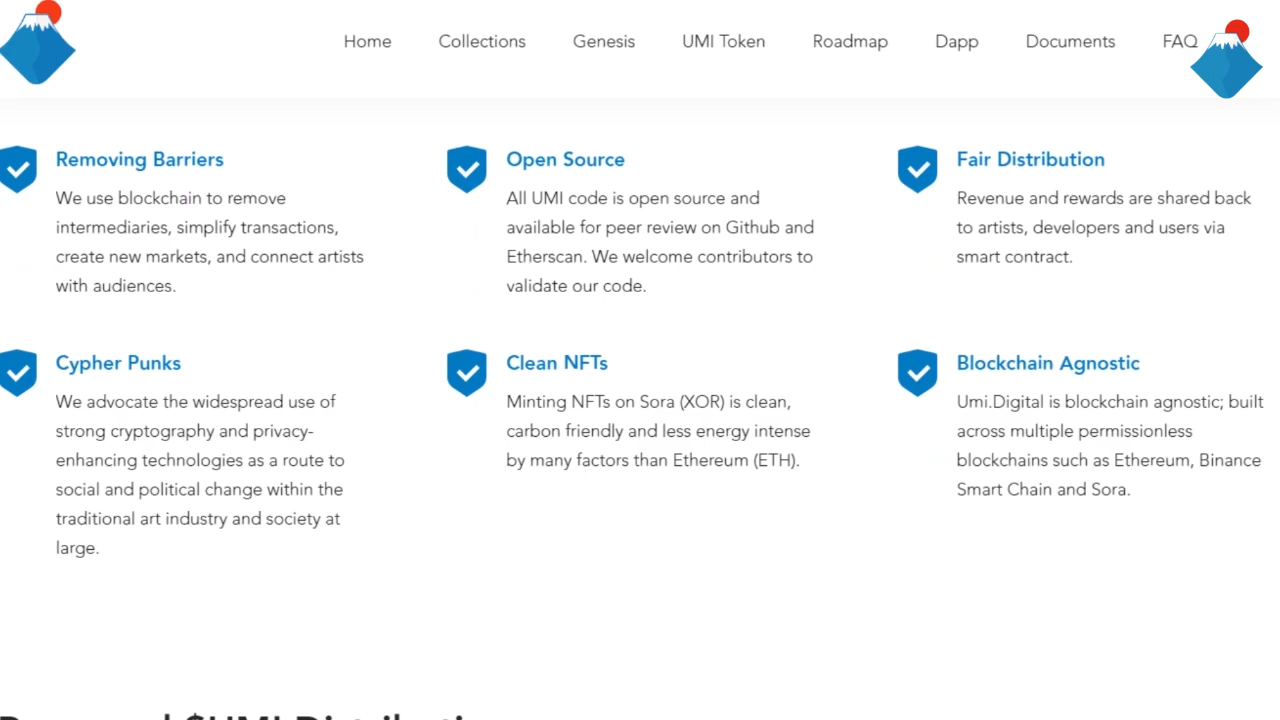 Home Collections Genesis UMI Token Roadmap Dapp Documents FAQ
Removing Barriers
We use blockchain to remove
intermediaries, simplify transactions,
create new markets, and connect artists
with audiences.
Open Source
All UMI code is open source and
available for peer review on Github and
Etherscan. We welcome contributors to
validate our code.
Fair Distribution
Revenue and rewards are shared back
to artists, developers and users via
smart contract.
Cypher Punks
We advocate the widespread use of
strong cryptography and privacy-
enhancing technologies as a route to
social and political change within the
traditional art industry and society at
large.
Clean NFTs
Minting NFTs on Sora (XOR) is clean,
carbon friendly and less energy intense
by many factors than Ethereum (ETH).
Blockchain Agnostic
Umi.Digital is blockchain agnostic; built
across multiple permissionless
blockchains such as Ethereum, Binance
Smart Chain and Sora.
$UMI